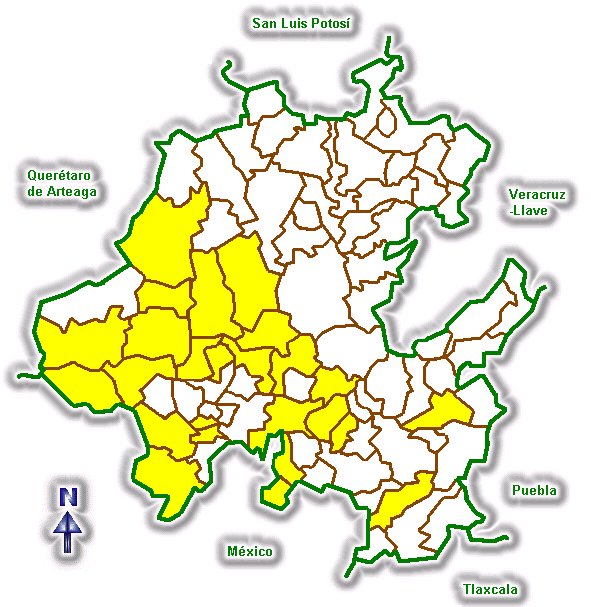 San Luis Potosí
Querétaro
de Arteaga
Veracruz
-Llave
N
Puebla
México
Tlaxcala